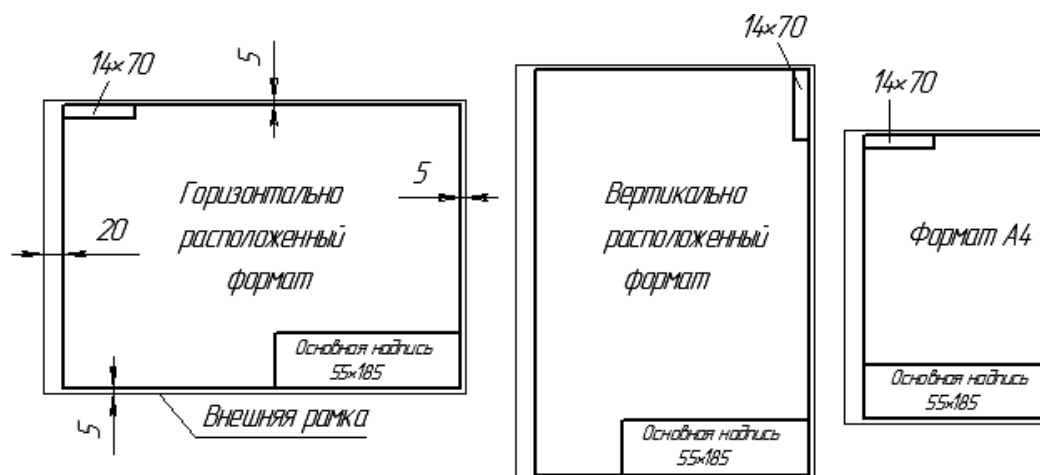 14×70
5
Горизонтально
расположенный
формат
5
20
Основная надпись
55×185
5
Внешняя рамка
14×70
Вертикально
расположенный
формат
Основная надпись
55×185
14×70
Формат А4
Основная надпись
55×185